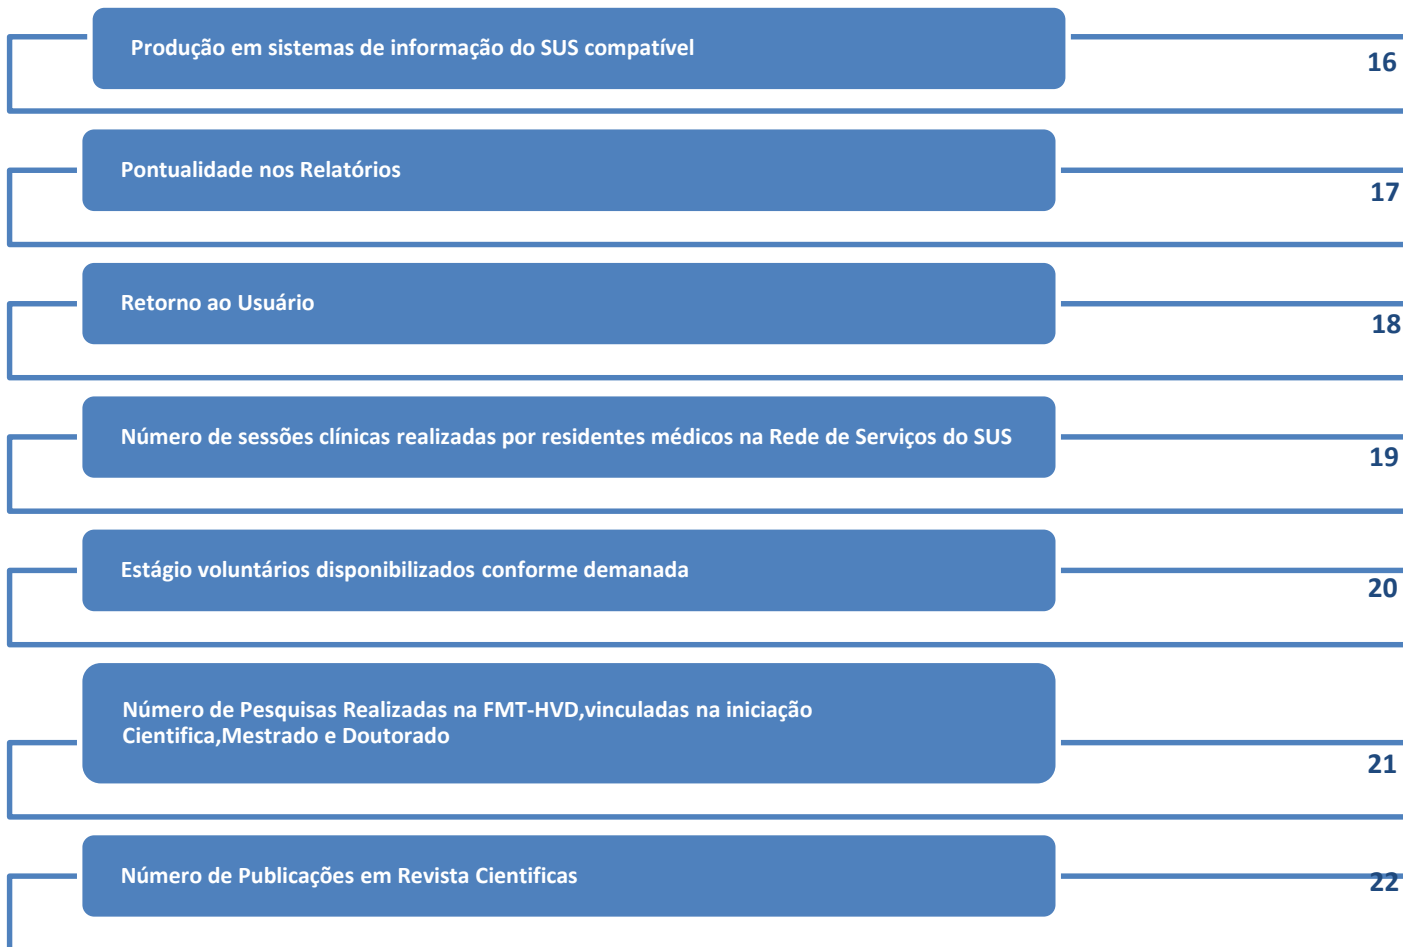 Produção em sistemas de informação do SUS compatível
16
Pontualidade nos Relatórios
17
Retorno ao Usuário
18
Número de sessões clínicas realizadas por residentes médicos na Rede de Serviços do SUS
19
Estágio voluntários disponibilizados conforme demanada
20
Número de Pesquisas Realizadas na FMT-HVD,vinculadas na iniciação
Cientifica,Mestrado e Doutorado
21
Número de Publicações em Revista Cientificas
22